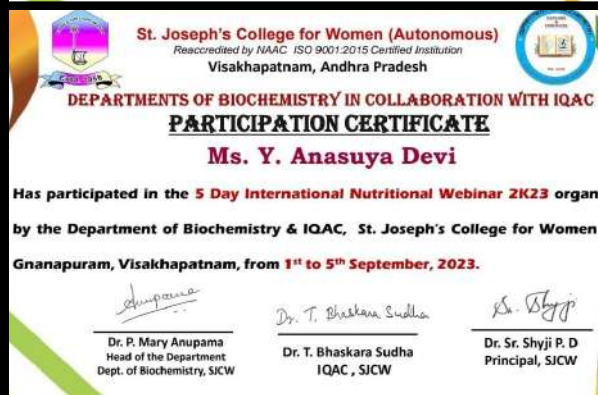 St. Joseph's College for Women (Autonomous)
Reaccredited by NAAC ISO 9001:2015 Certified Institution
Visakhapatnam, Andhra Pradesh
DEPARTMENTS OF BIOCHEMISTRY IN COLLABORATION WITH IQAC
PARTICIPATION CERTIFICATE
Ms. Y. Anasuya Devi
Has participated in the 5 Day International Nutritional Webinar 2K23 organ
by the Department of Biochemistry & IQAC, St. Joseph's College for Women
Gnanapuram, Visakhapatnam, from 1st to 5th September, 2023.
Anupama
Dr. T. Bhaskara Sudha
Sr. Shyji
Dr. P. Mary Anupama
Head of the Department
Dept. of Biochemistry, SJCW
Dr. T. Bhaskara Sudha
IQAC , SJCW
Dr. Sr. Shyji P. D
Principal, SJCW